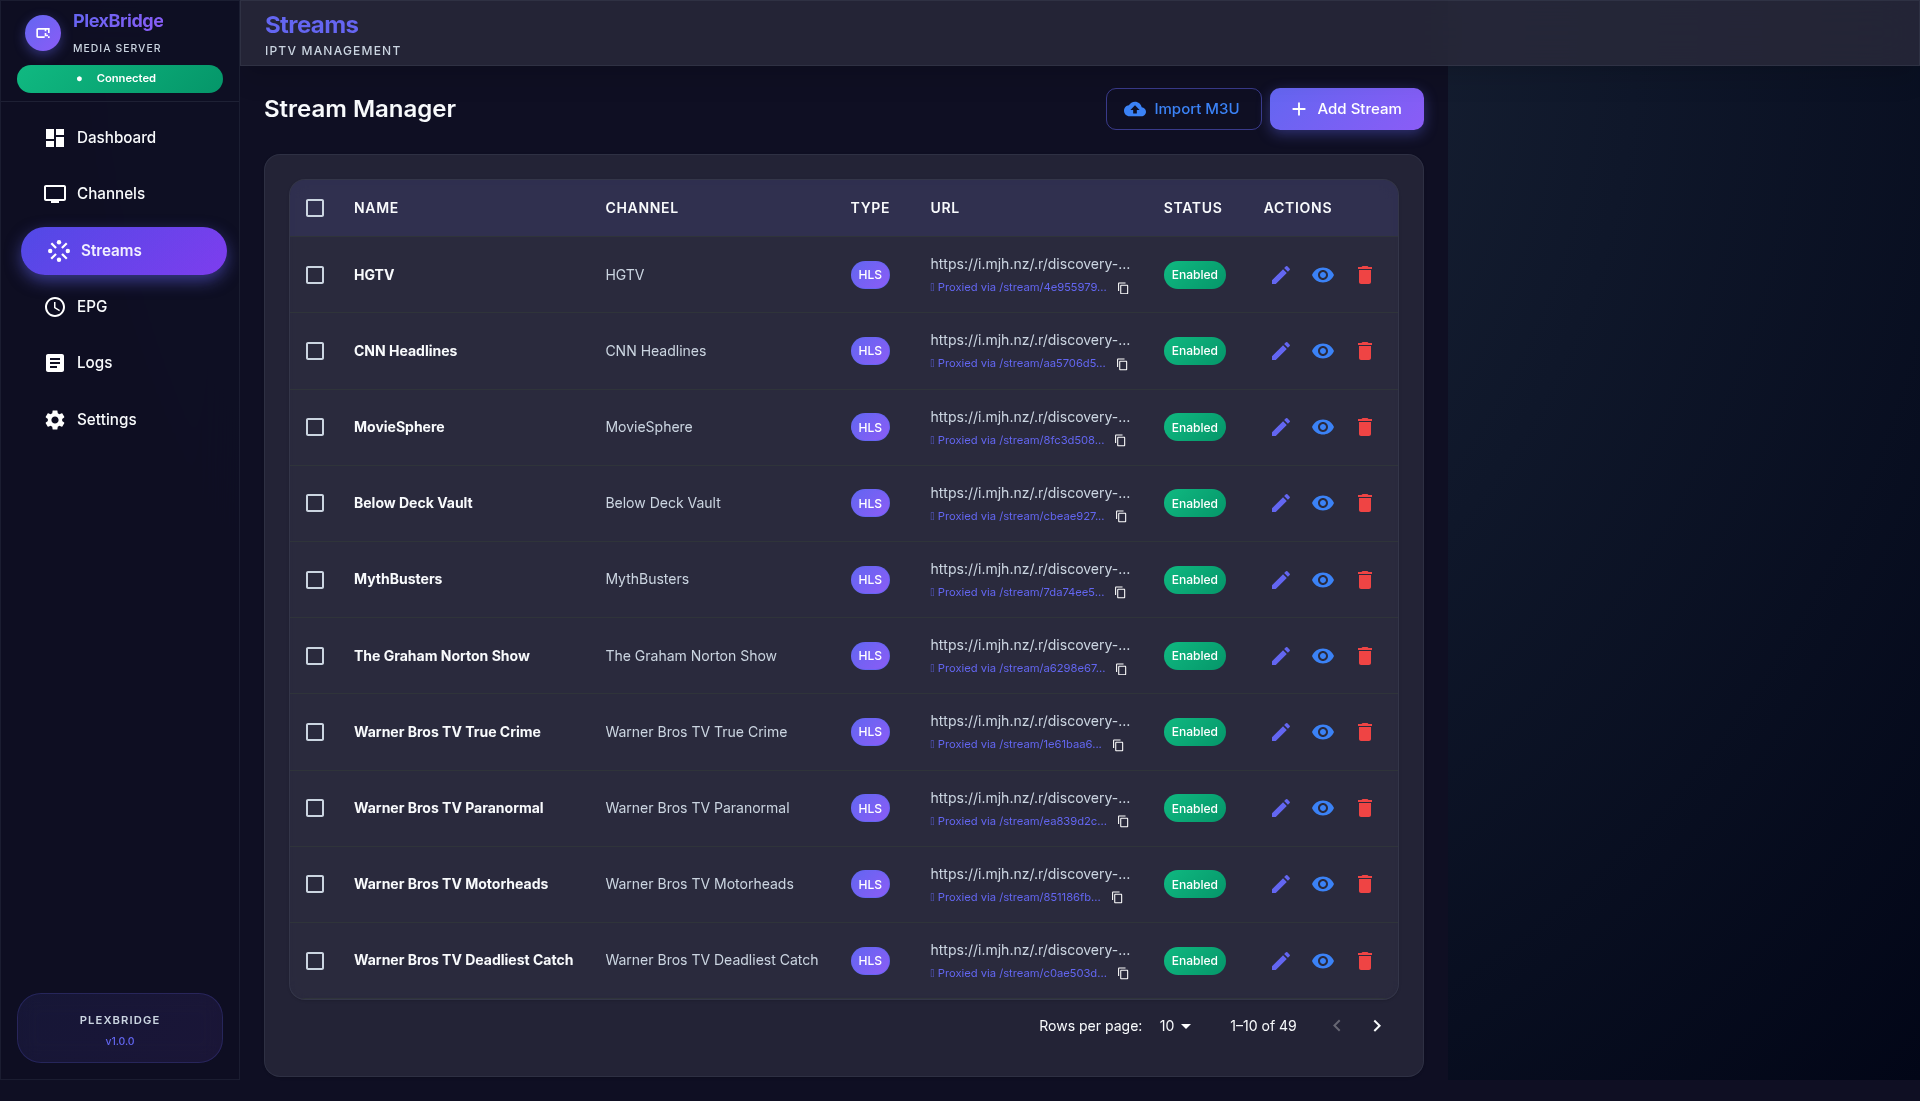 PlexBridge
MEDIA SERVER
Connected
Dashboard
Channels
Streams
EPG
Logs
Settings
PLEXBRIDGE
v1.0.0
Streams
IPTV MANAGEMENT
Stream Manager
Import M3U
Add Stream
NAME CHANNEL TYPE URL STATUS ACTIONS
HGTV HGTV HLS https://i.mjh.nz/.r/discovery-... Enabled
Proxied via /stream/4e955979...
CNN Headlines CNN Headlines HLS https://i.mjh.nz/.r/discovery-... Enabled
Proxied via /stream/aa5706d5...
MovieSphere MovieSphere HLS https://i.mjh.nz/.r/discovery-... Enabled
Proxied via /stream/8fc3d508...
Below Deck Vault Below Deck Vault HLS https://i.mjh.nz/.r/discovery-... Enabled
Proxied via /stream/cbeae927...
MythBusters MythBusters HLS https://i.mjh.nz/.r/discovery-... Enabled
Proxied via /stream/7da74ee5...
The Graham Norton Show The Graham Norton Show HLS https://i.mjh.nz/.r/discovery-... Enabled
Proxied via /stream/a6298e67...
Warner Bros TV True Crime Warner Bros TV True Crime HLS https://i.mjh.nz/.r/discovery-... Enabled
Proxied via /stream/1e61baa6...
Warner Bros TV Paranormal Warner Bros TV Paranormal HLS https://i.mjh.nz/.r/discovery-... Enabled
Proxied via /stream/ea839d2c...
Warner Bros TV Motorheads Warner Bros TV Motorheads HLS https://i.mjh.nz/.r/discovery-... Enabled
Proxied via /stream/851186fb...
Warner Bros TV Deadliest Catch Warner Bros TV Deadliest Catch HLS https://i.mjh.nz/.r/discovery-... Enabled
Proxied via /stream/c0ae503d...
Rows per page: 10 1–10 of 49